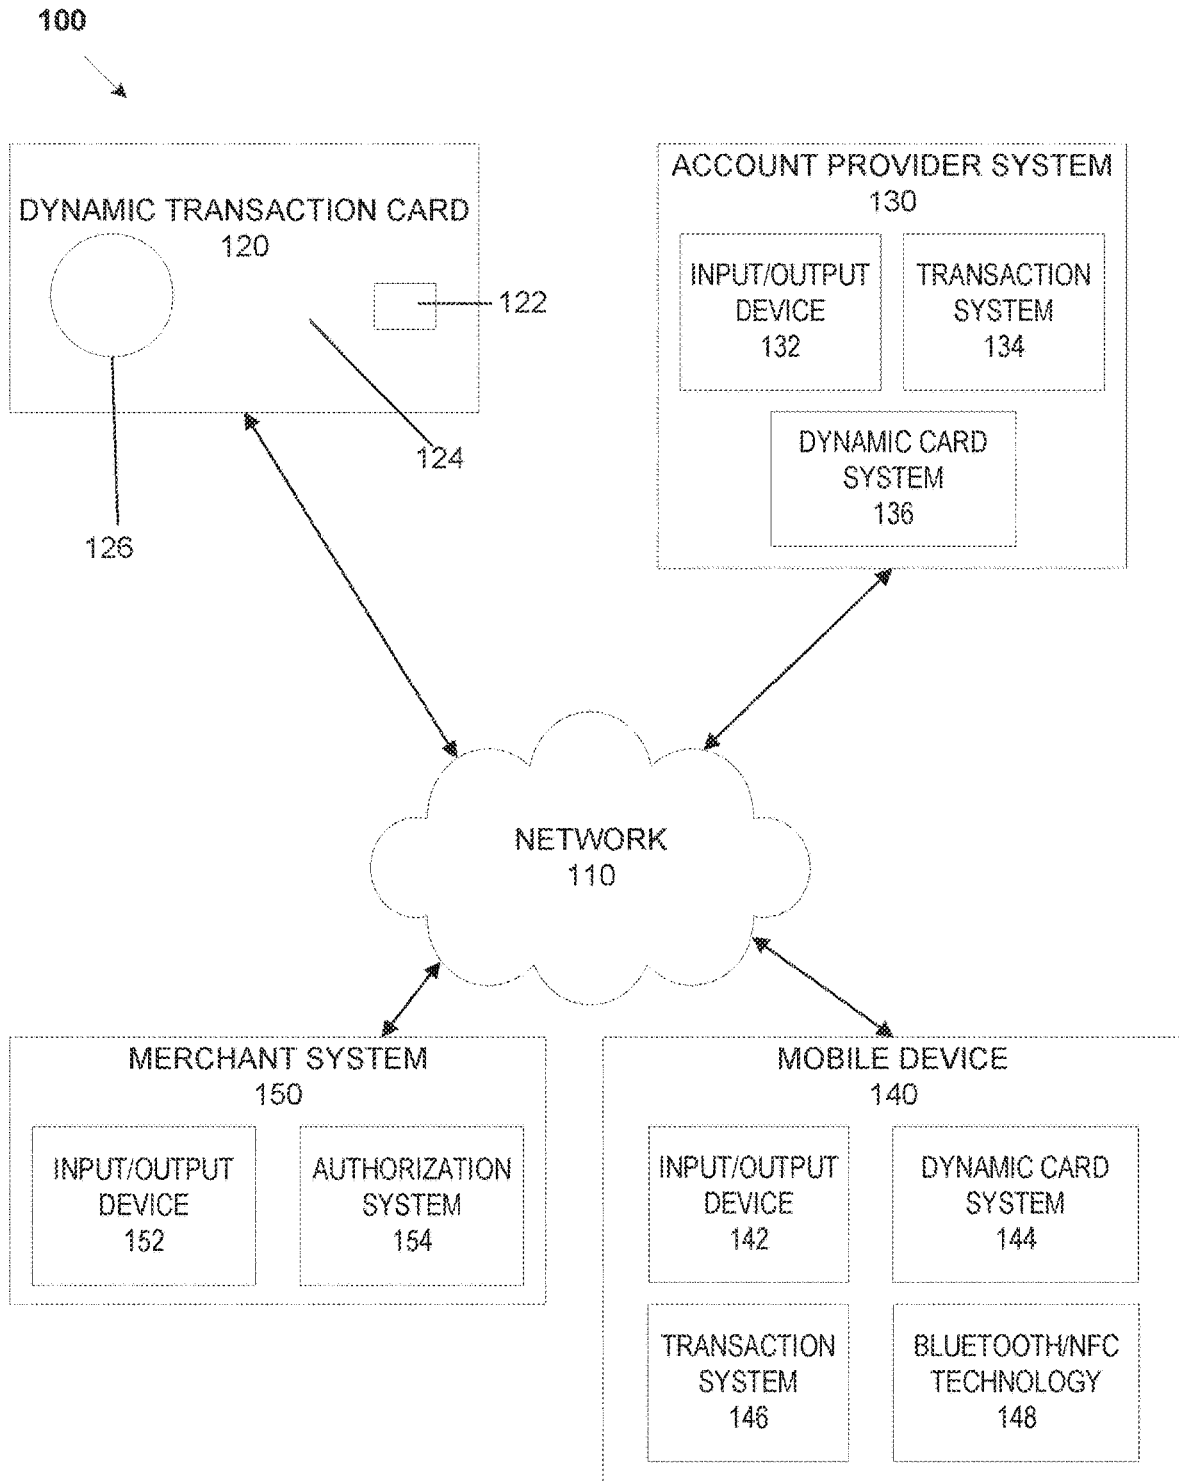 100
DYNAMIC TRANSACTION CARD
120
122
124
126
ACCOUNT PROVIDER SYSTEM
130
INPUT/OUTPUT
DEVICE
132
TRANSACTION
SYSTEM
134
DYNAMIC CARD
SYSTEM
136
NETWORK
110
MERCHANT SYSTEM
150
INPUT/OUTPUT
DEVICE
152
AUTHORIZATION
SYSTEM
154
MOBILE DEVICE
140
INPUT/OUTPUT
DEVICE
142
DYNAMIC CARD
SYSTEM
144
TRANSACTION
SYSTEM
146
BLUETOOTH/NFC
TECHNOLOGY
148